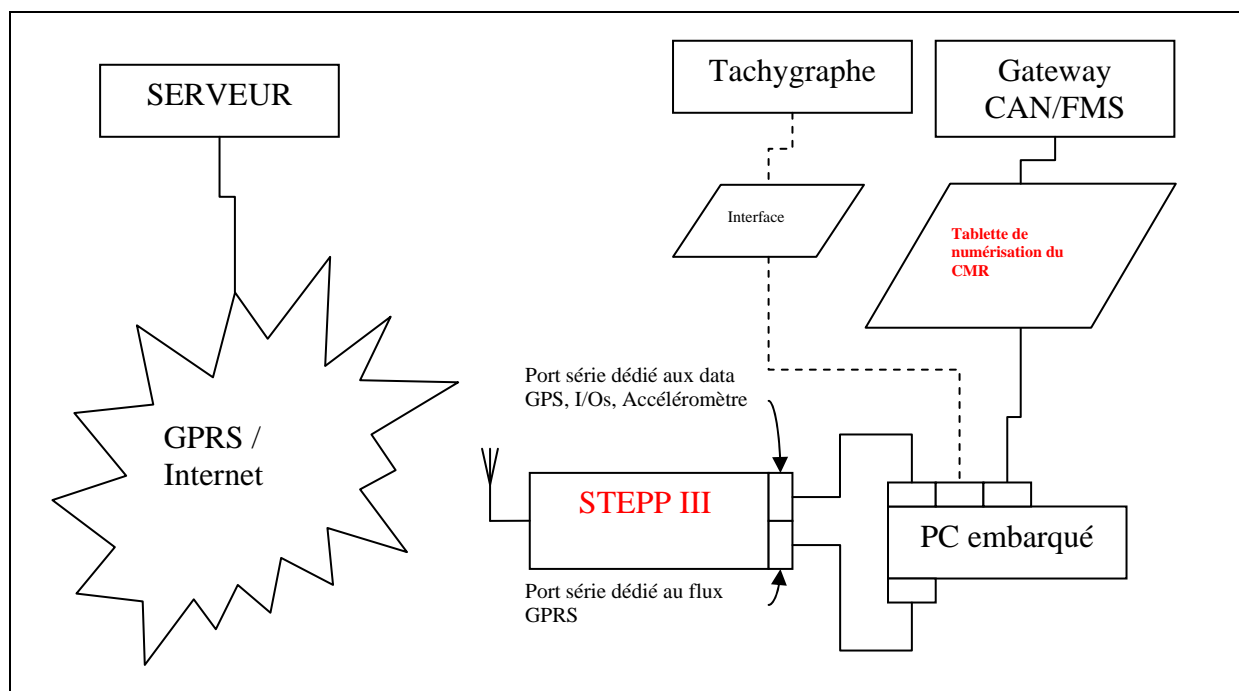 SERVEUR
Tachygraphe
Gateway
CAN/FMS
Interface
Tablette de
numérisation du
CMR
Port série dédié aux data
GPS, I/Os, Accéléromètre
GPRS /
Internet
STEPP III
PC embarqué
Port série dédié au flux
GPRS